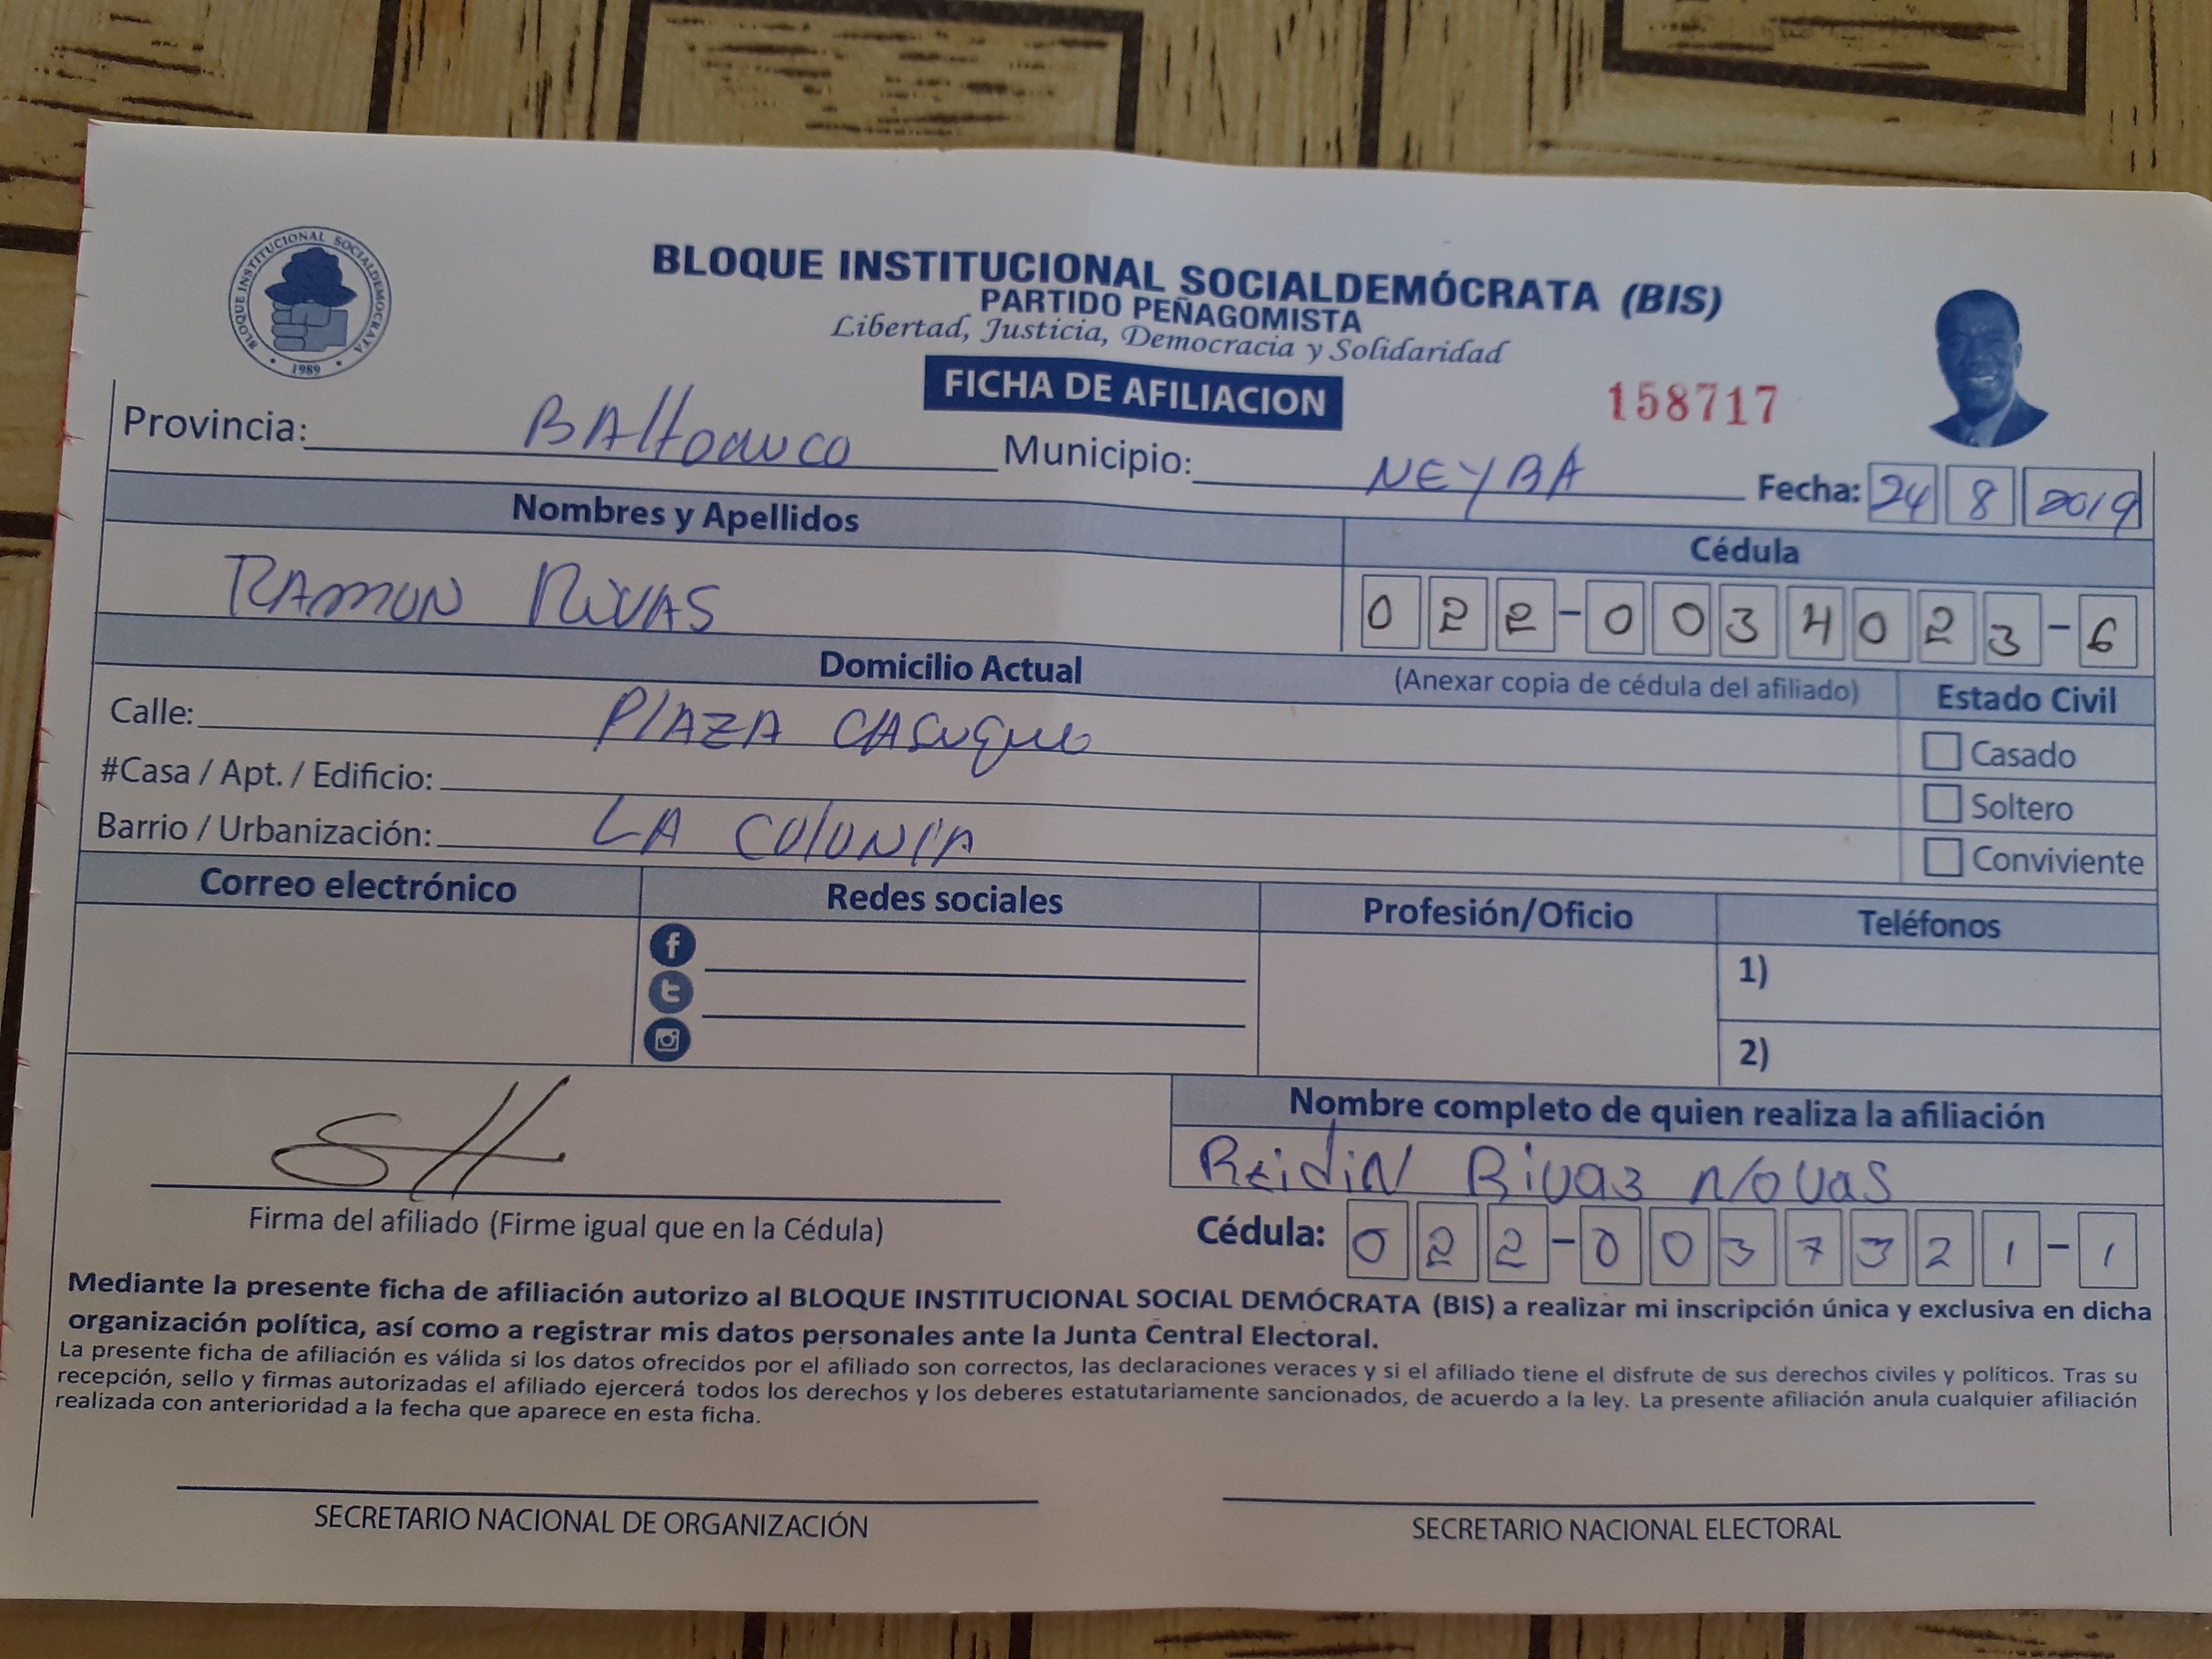 BLOQUE INSTITUCIONAL SOCIALDEMOCRATA
1989
BLOQUE INSTITUCIONAL SOCIALDEMÓCRATA (BIS)
PARTIDO PEÑAGOMISTA
Libertad, Justicia, Democracia y Solidaridad
FICHA DE AFILIACION
158717
Provincia: BAHORUCO Municipio: NEYBA Fecha: 24 8 2019
Nombres y Apellidos Cédula
RAMON RIVAS 022-0034023-6
Domicilio Actual (Anexar copia de cédula del afiliado) Estado Civil
Calle: PLAZA CACIQUE
Casado
#Casa / Apt. / Edificio:
Soltero
Barrio / Urbanización: LA COLONIA
Conviviente
Correo electrónico Redes sociales Profesión/Oficio Teléfonos
1)
2)
Nombre completo de quien realiza la afiliación
Reidin Rivas Novas
Firma del afiliado (Firme igual que en la Cédula) Cédula: 022-0037321-1
Mediante la presente ficha de afiliación autorizo al BLOQUE INSTITUCIONAL SOCIAL DEMÓCRATA (BIS) a realizar mi inscripción única y exclusiva en dicha
organización política, así como a registrar mis datos personales ante la Junta Central Electoral.
La presente ficha de afiliación es válida si los datos ofrecidos por el afiliado son correctos, las declaraciones veraces y si el afiliado tiene el disfrute de sus derechos civiles y políticos. Tras su
recepción, sello y firmas autorizadas el afiliado ejercerá todos los derechos y los deberes estatutariamente sancionados, de acuerdo a la ley. La presente afiliación anula cualquier afiliación
realizada con anterioridad a la fecha que aparece en esta ficha.
SECRETARIO NACIONAL DE ORGANIZACIÓN SECRETARIO NACIONAL ELECTORAL